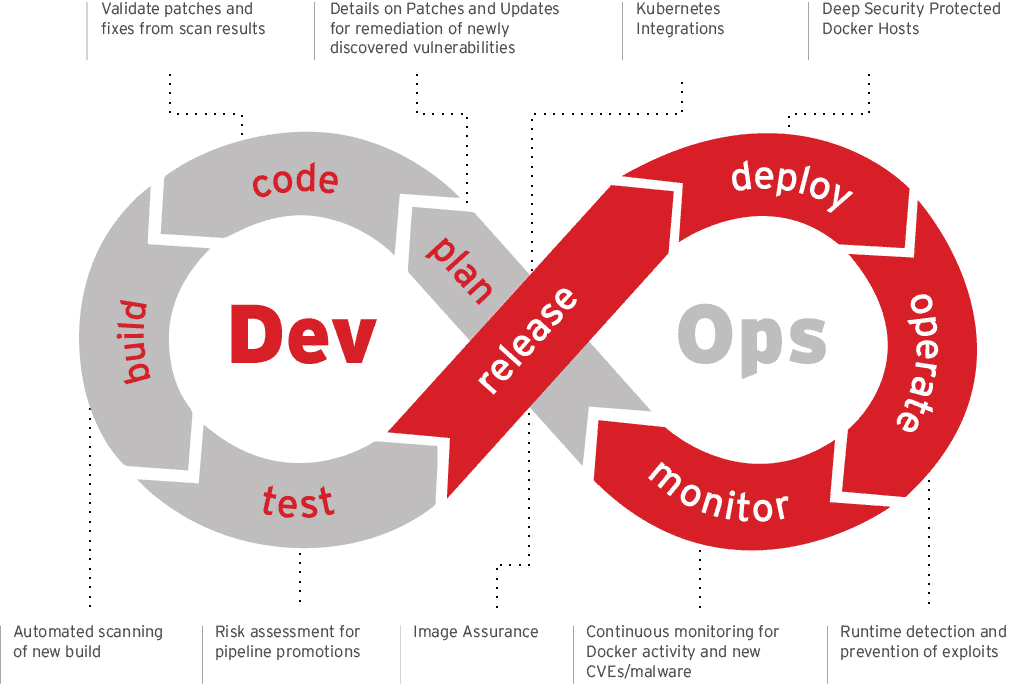 Validate patches and
fixes from scan results
Details on Patches and Updates
for remediation of newly
discovered vulnerabilities
Kubernetes
Integrations
Deep Security Protected
Docker Hosts
code
plan
build
test
Dev
release
deploy
Ops
operate
monitor
Automated scanning
of new build
Risk assessment for
pipeline promotions
Image Assurance
Continuous monitoring for
Docker activity and new
CVEs/malware
Runtime detection and
prevention of exploits